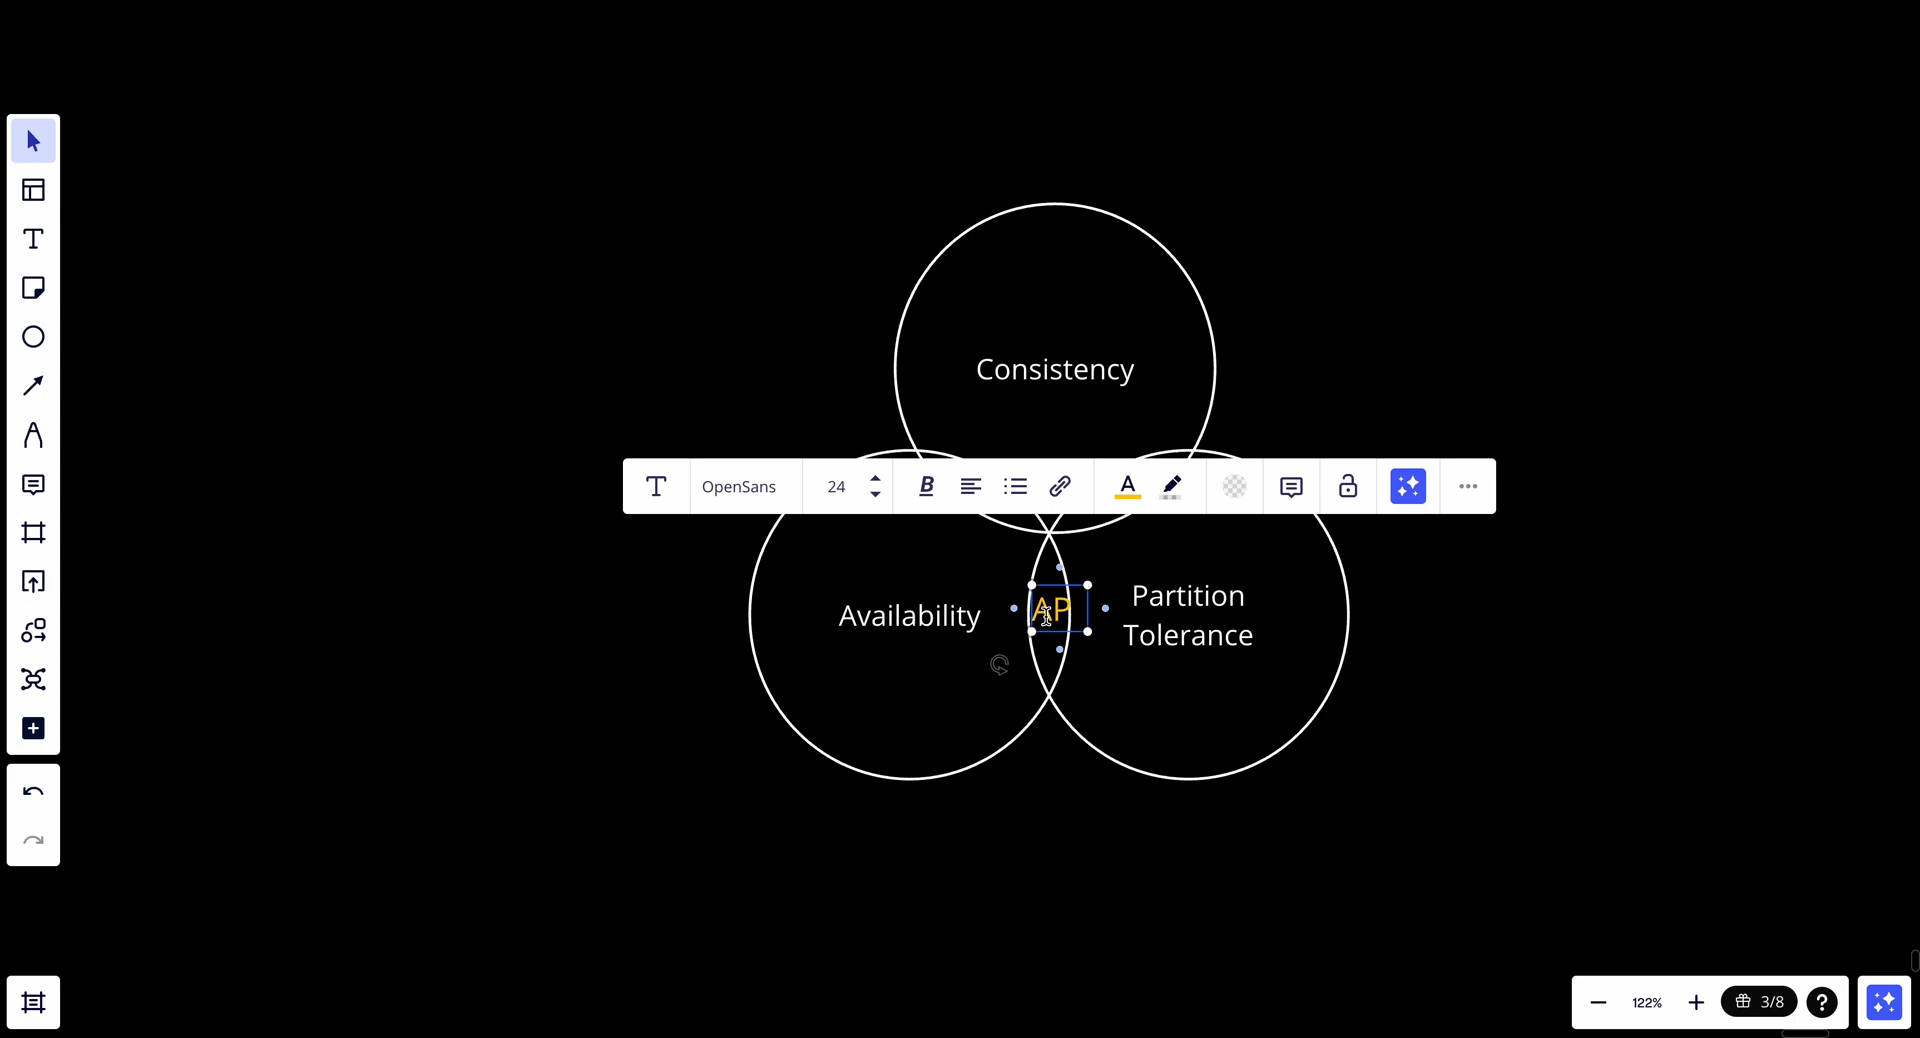 Consistency
OpenSans 24 B A
Availability
AP
Partition
Tolerance
122% 3/8 ?